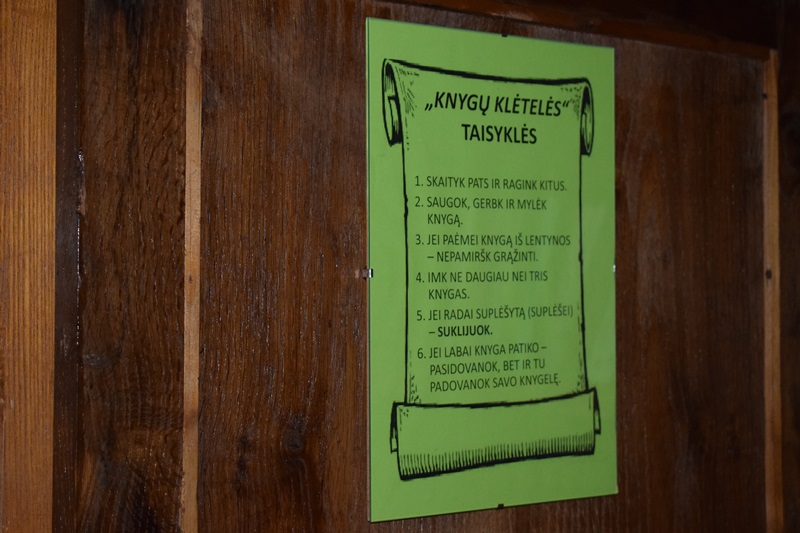 „KNYGŲ KLĖTELĖS“
TAISYKLĖS
1. SKAITYK PATS IR RAGINK KITUS.
2. SAUGOK, GERBK IR MYLĖK
KNYGĄ.
3. JEI PAĖMEI KNYGĄ IŠ LENTYNOS
– NEPAMIRŠK GRĄŽINTI.
4. IMK NE DAUGIAU NEI TRIS
KNYGAS.
5. JEI RADAI SUPLĖŠYTĄ (SUPLĖŠEI)
– SUKLIJUOK.
6. JEI LABAI KNYGA PATIKO –
PASIDOVANOK, BET IR TU
PADOVANOK SAVO KNYGELĘ.